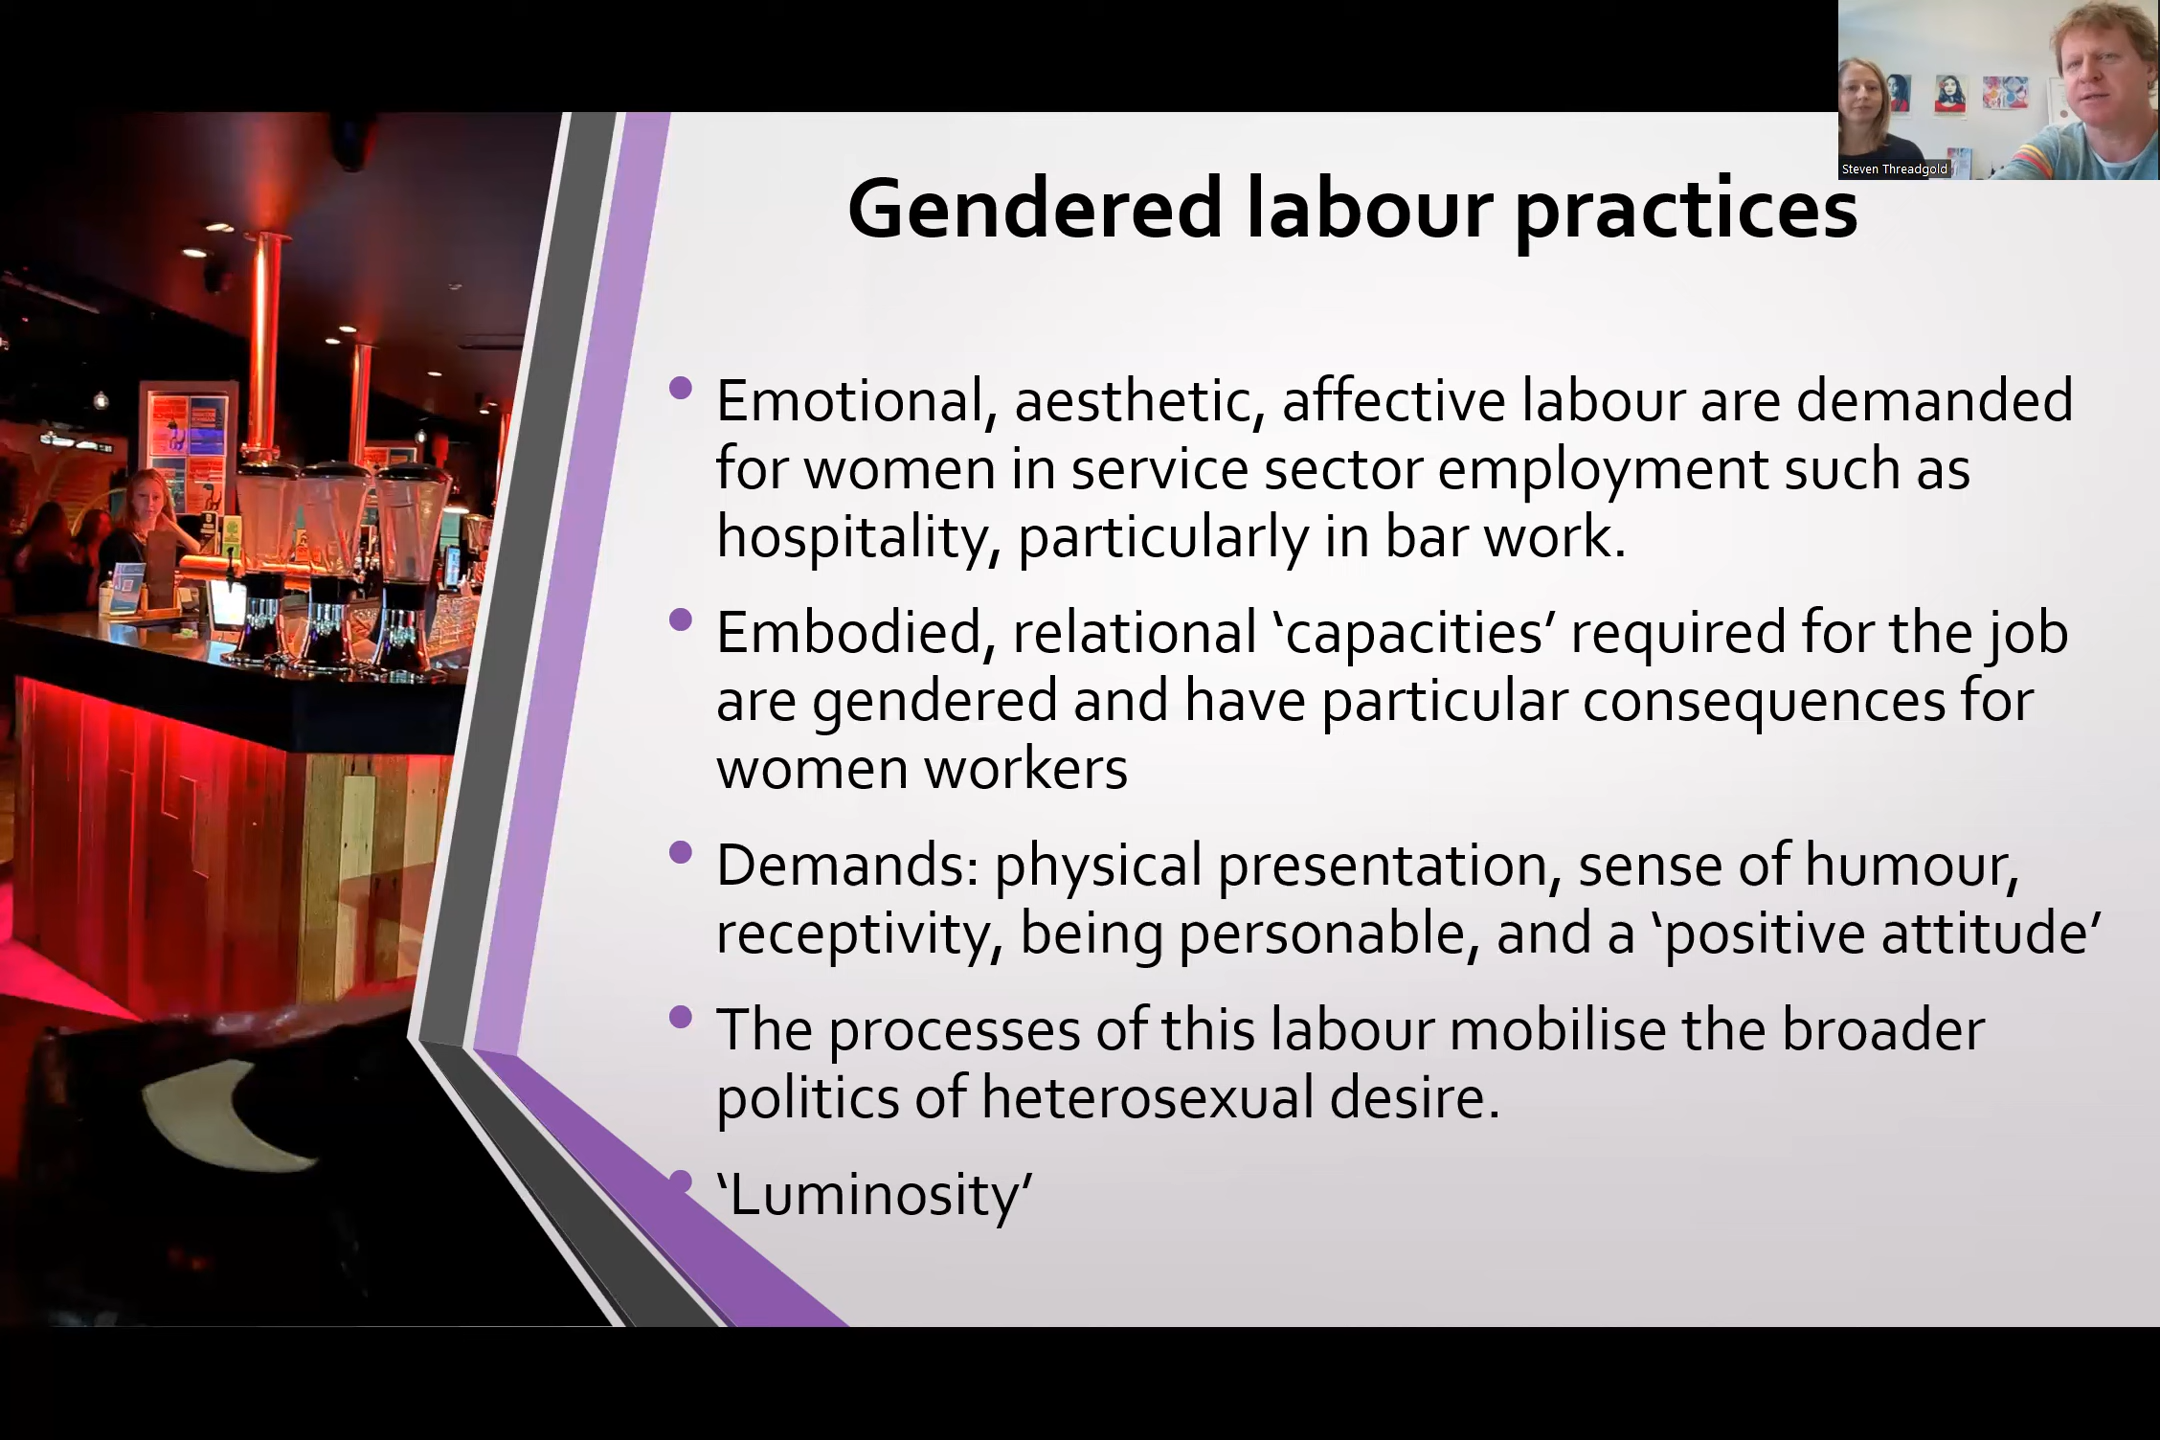 Steven Threadgold
Gendered labour practices
• Emotional, aesthetic, affective labour are demanded
for women in service sector employment such as
hospitality, particularly in bar work.
• Embodied, relational ‘capacities’ required for the job
are gendered and have particular consequences for
women workers
• Demands: physical presentation, sense of humour,
receptivity, being personable, and a ‘positive attitude’
• The processes of this labour mobilise the broader
politics of heterosexual desire.
• ‘Luminosity’